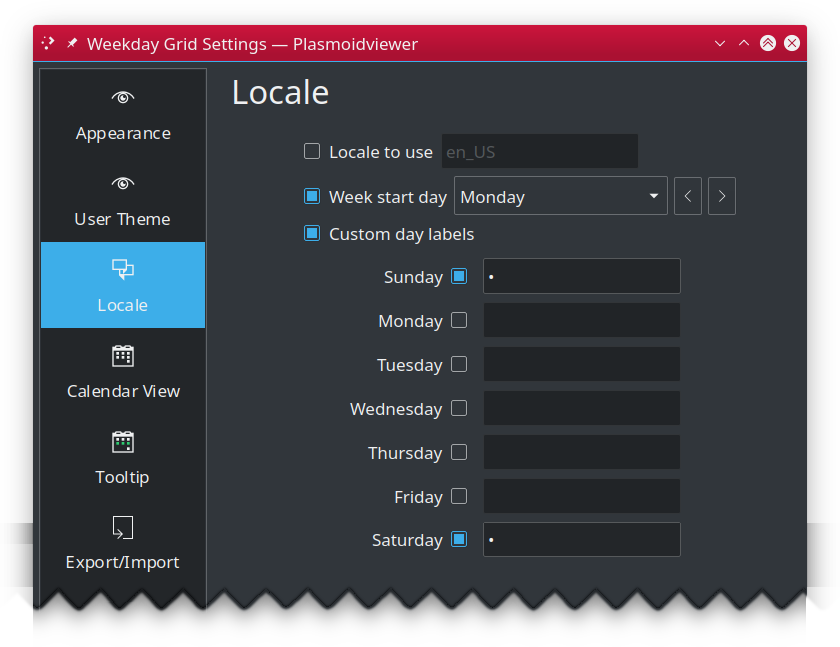 Weekday Grid Settings — Plasmoidviewer
Appearance
User Theme
Locale
Calendar View
Tooltip
Export/Import
Locale
Locale to use en_US
Week start day Monday
Custom day labels
Sunday •
Monday
Tuesday
Wednesday
Thursday
Friday
Saturday •